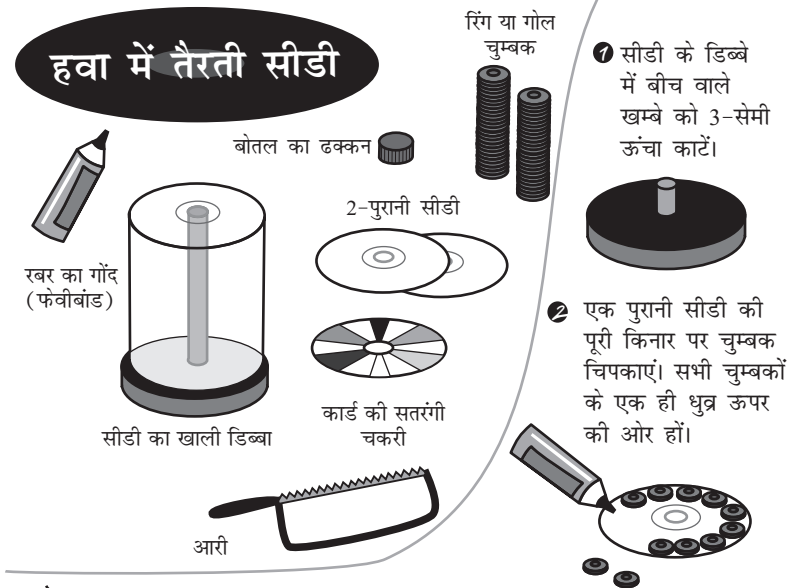 हवा में तैरती सीडी
रिंग या गोल
चुम्बक
बोतल का ढक्कन
2-पुरानी सीडी
रबर का गोंद
(फेवीबांड)
सीडी का खाली डिब्बा
कार्ड की सतरंगी
चकरी
आरी
1 सीडी के डिब्बे
में बीच वाले
खम्बे को 3-सेमी
ऊंचा काटें।
2 एक पुरानी सीडी की
पूरी किनार पर चुम्बक
चिपकाएं। सभी चुम्बकों
के एक ही धुव्र ऊपर
की ओर हों।